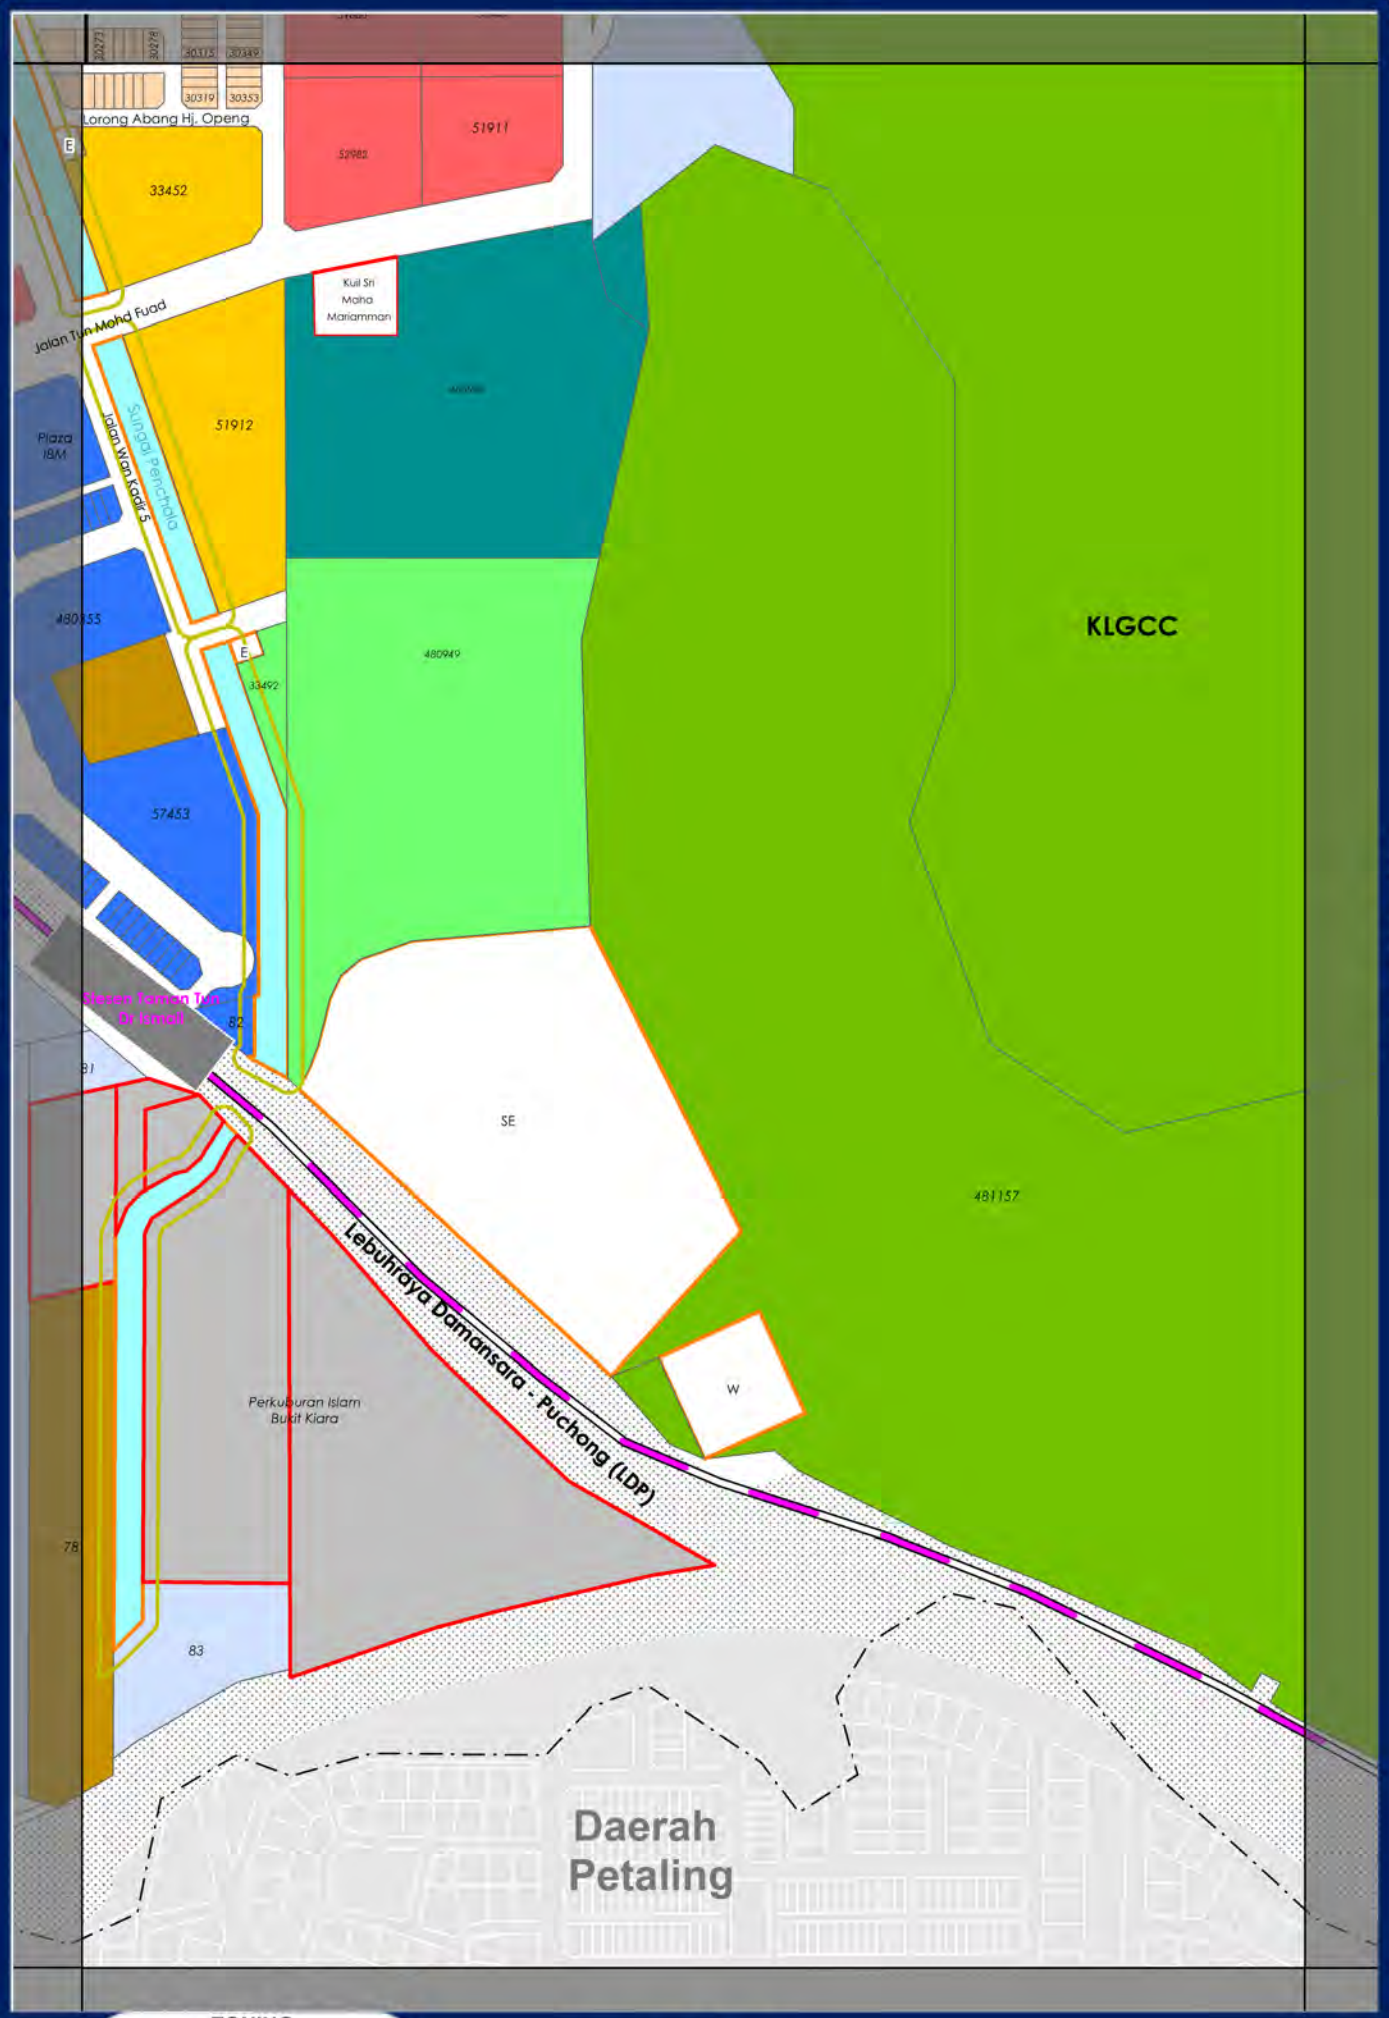 30273
30278
30315
30349
30319
30353
Lorong Abang Hj. Openg
E
33452
52982
51911
Kuil Sri
Maha
Mariamman
Jalan Tun Mohd Fuad
51912
Plaza
IBM
Jalan Wan Kadir 5
Sungai Penchala
KLGCC
480355
E
33492
480949
57453
Stesen Taman Tun
Dr Ismail
82
81
SE
481157
Lebuhraya Damansara - Puchong (LDP)
W
Perkuburan Islam
Bukit Kiara
78
83
Daerah
Petaling